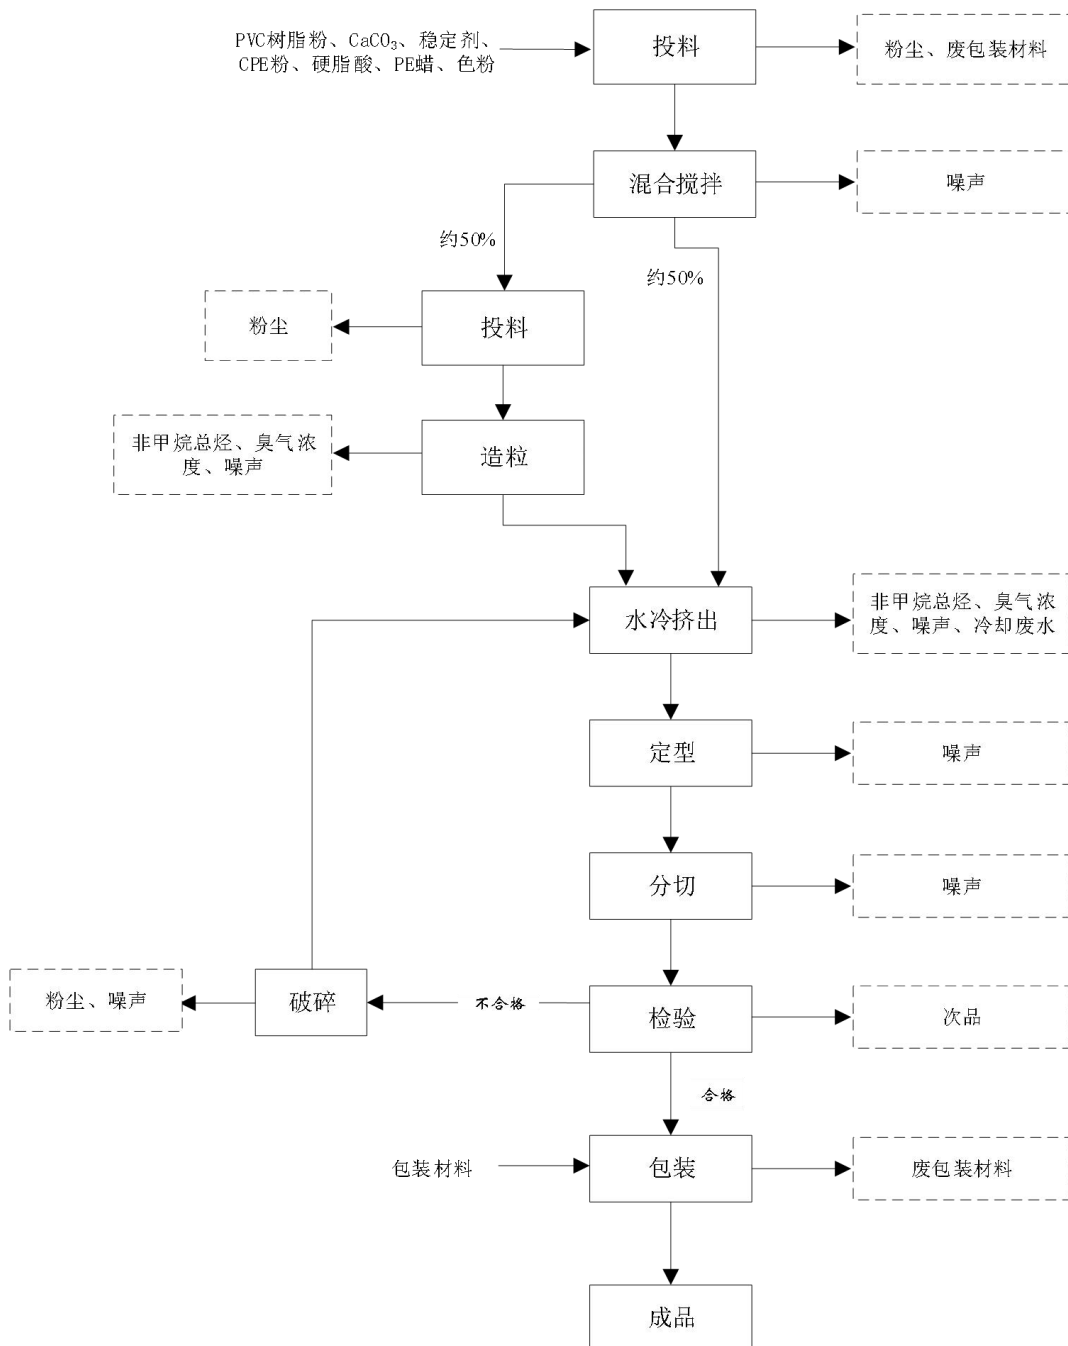 PVC树脂粉、CaCO₃、稳定剂、
CPE粉、硬脂酸、PE蜡、色粉
投料
粉尘、废包装材料
混合搅拌
噪声
约50%
约50%
粉尘
投料
非甲烷总烃、臭气浓
度、噪声
造粒
水冷挤出
非甲烷总烃、臭气浓
度、噪声、冷却废水
定型
噪声
分切
噪声
粉尘、噪声
破碎
不合格
检验
次品
合格
包装材料
包装
废包装材料
成品